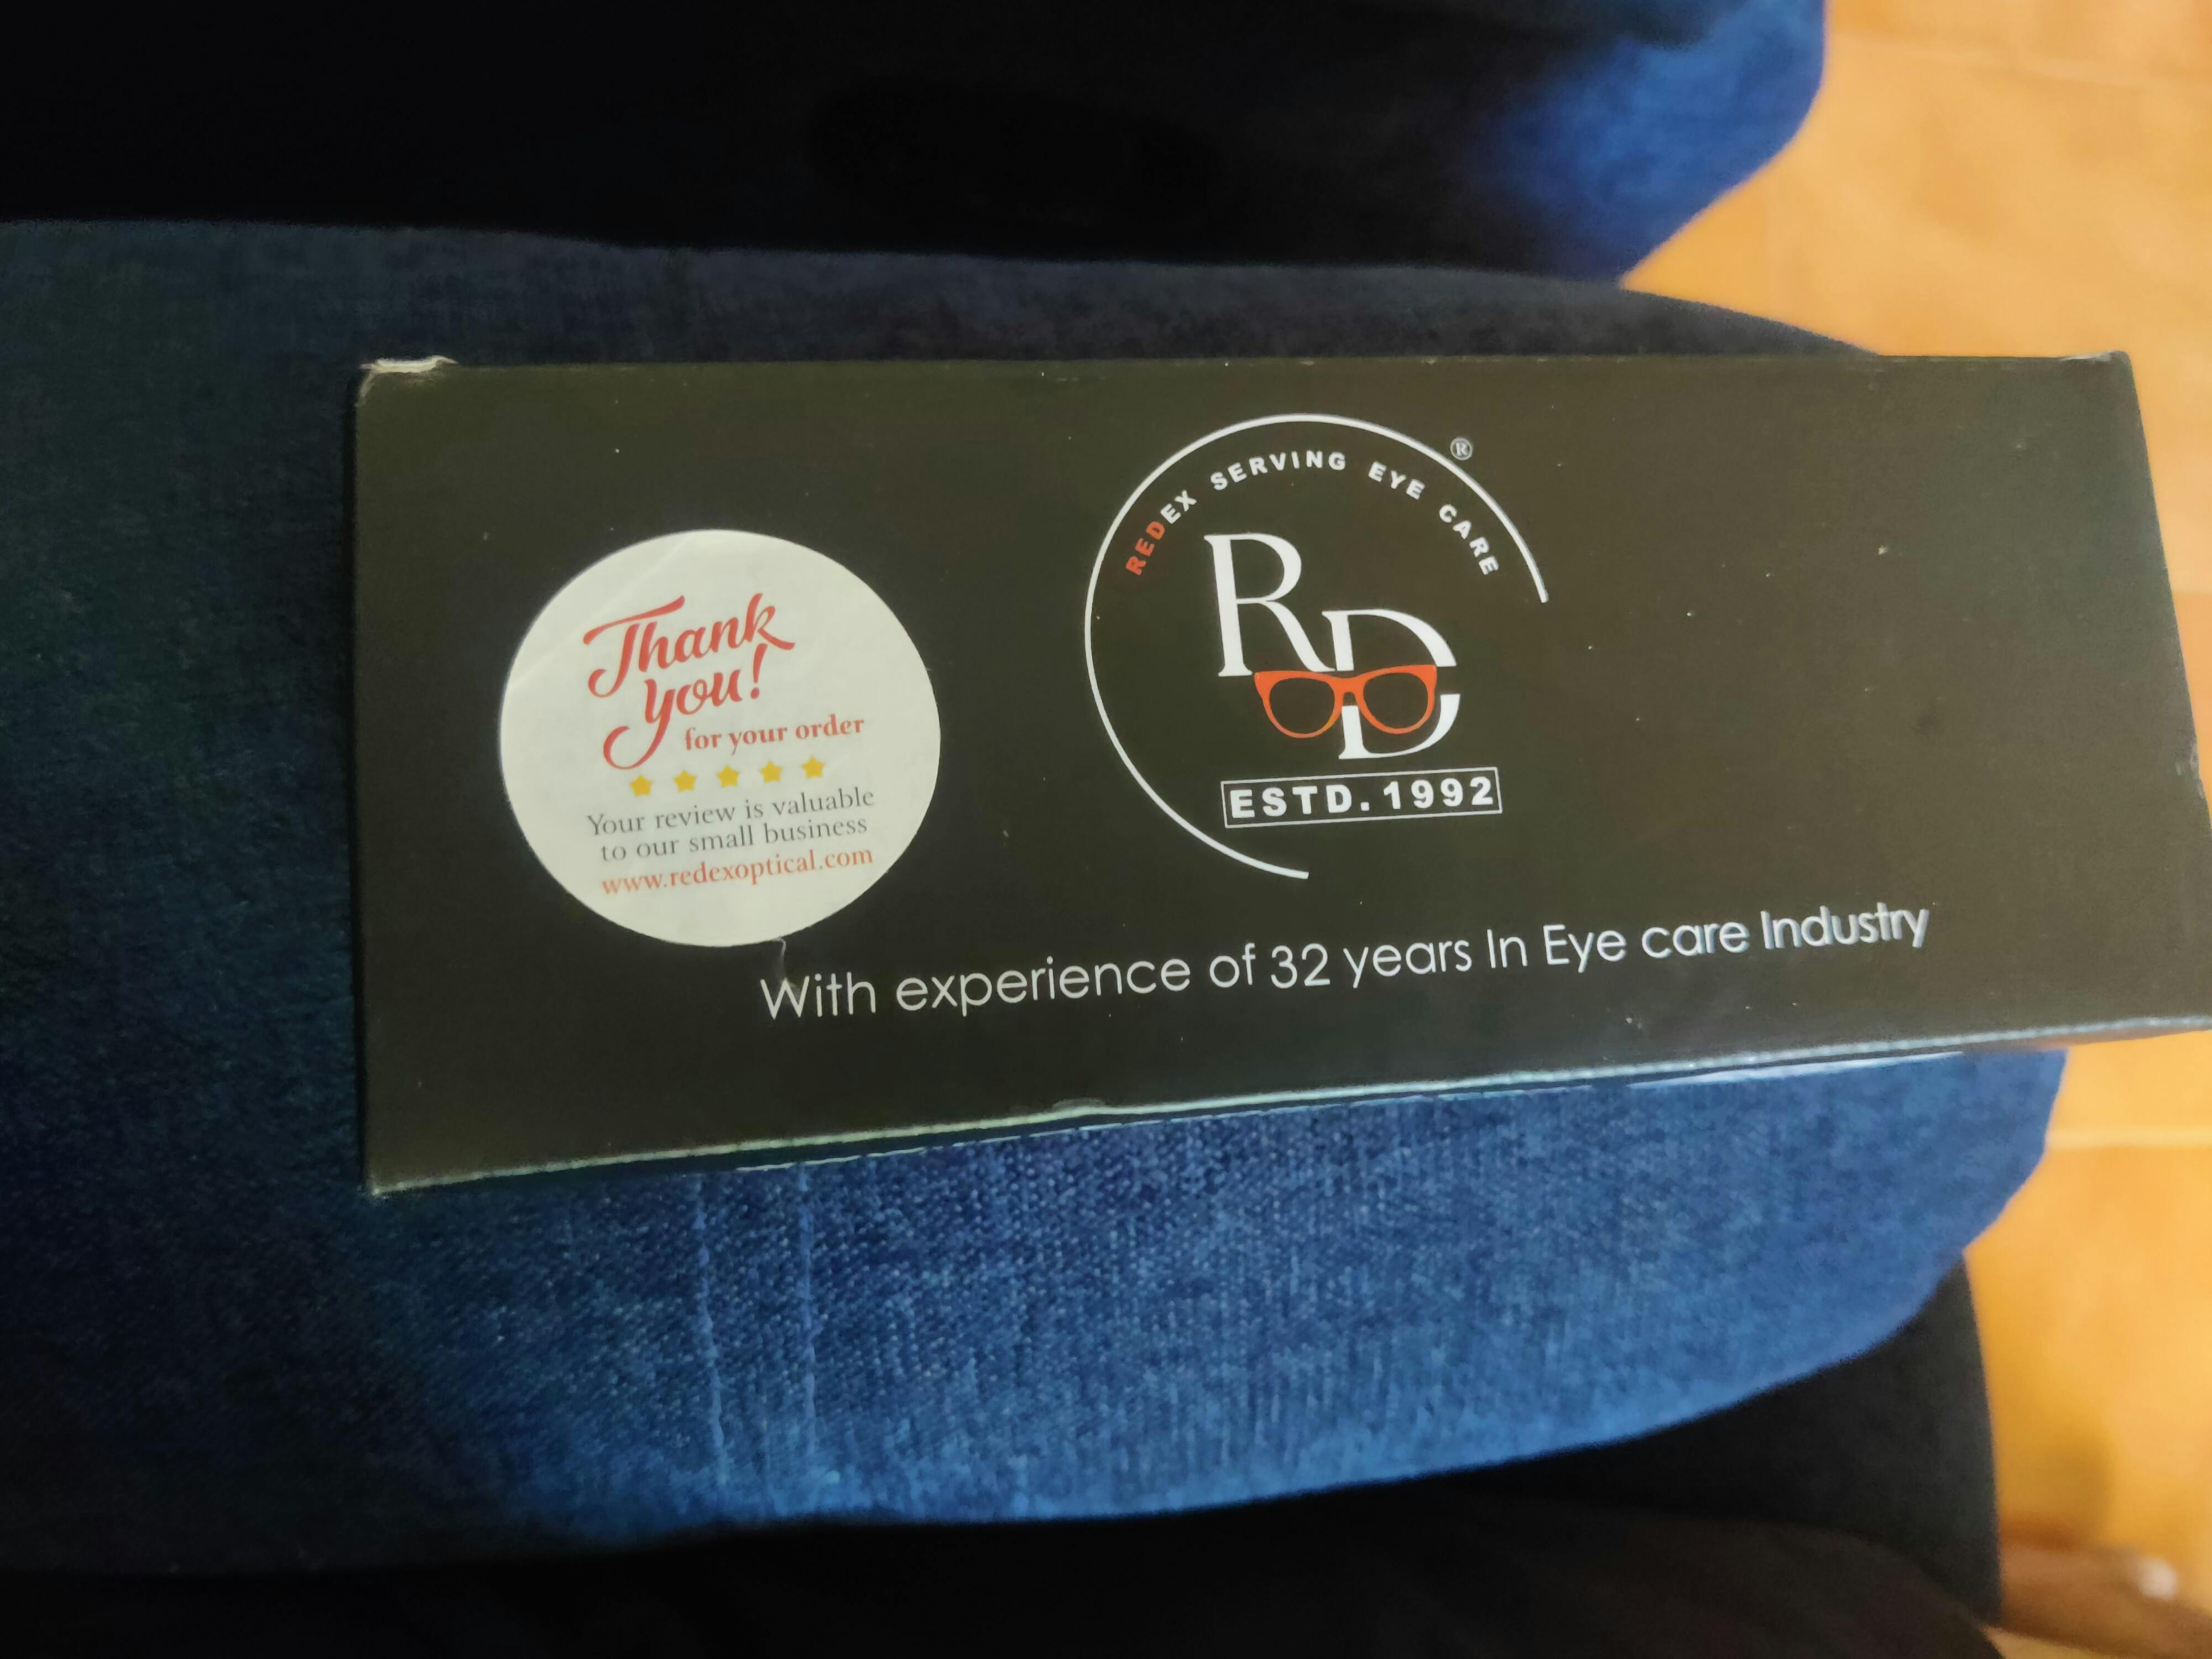 Thank
you!
for your order
Your review is valuable
to our small business
www.redexoptical.com
REDEX SERVING EYE CARE ®
RD
ESTD. 1992
With experience of 32 years In Eye care Industry